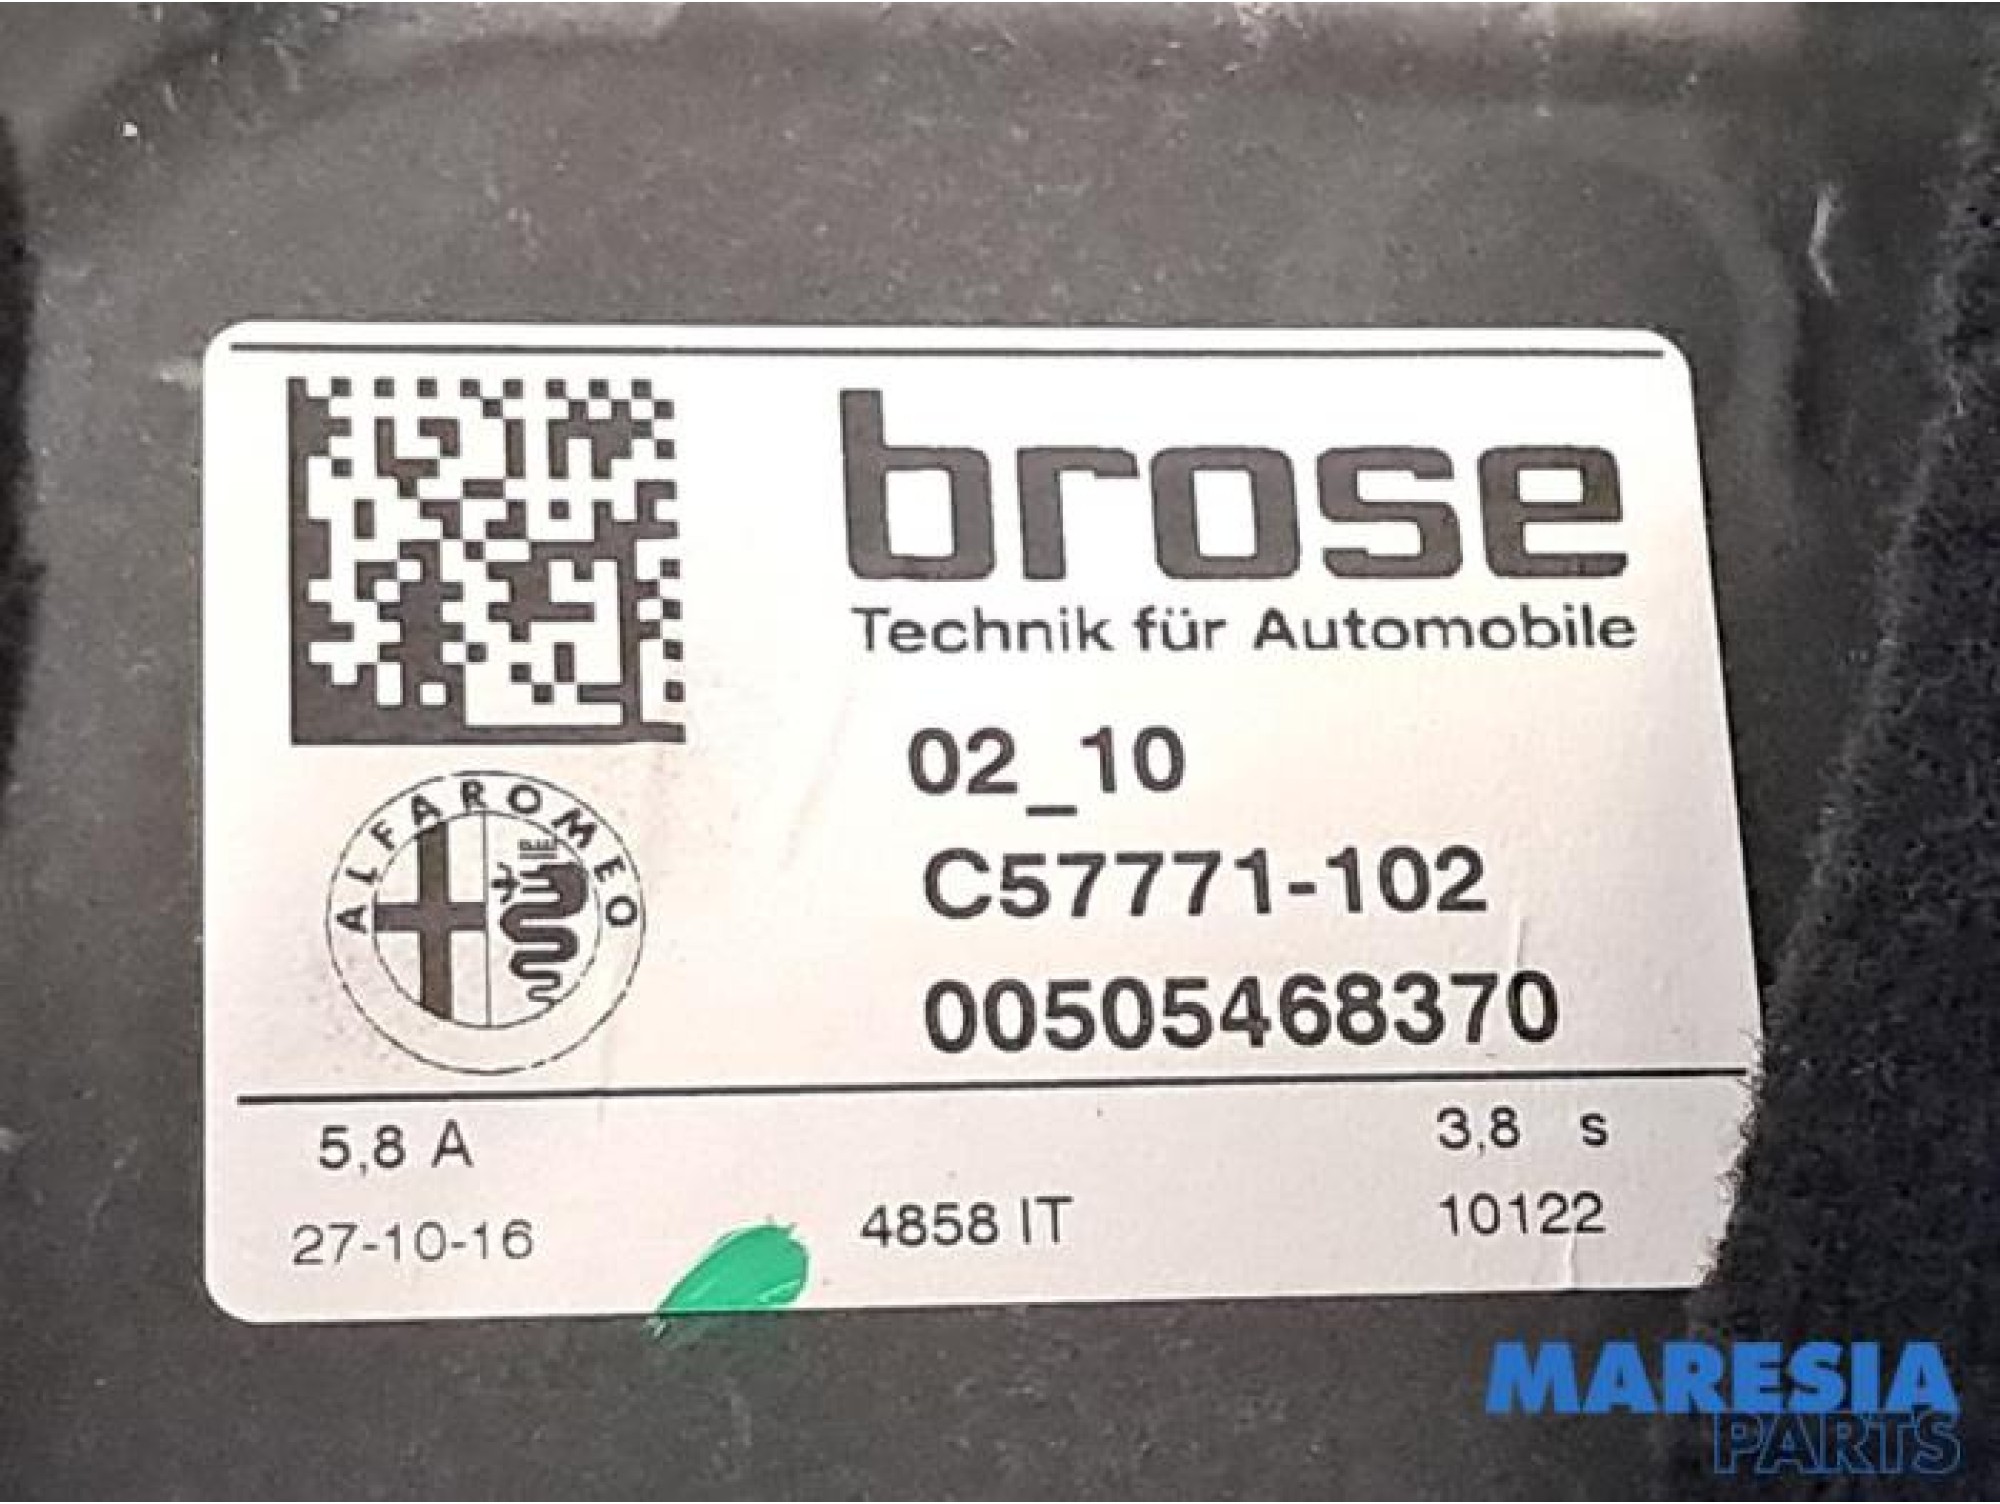 brose
Technik für Automobile
02_10
C57771-102
00505468370
ALFA ROMEO
5,8 A
3,8 s
27-10-16
4858 IT
10122
MARESIA
PARTS